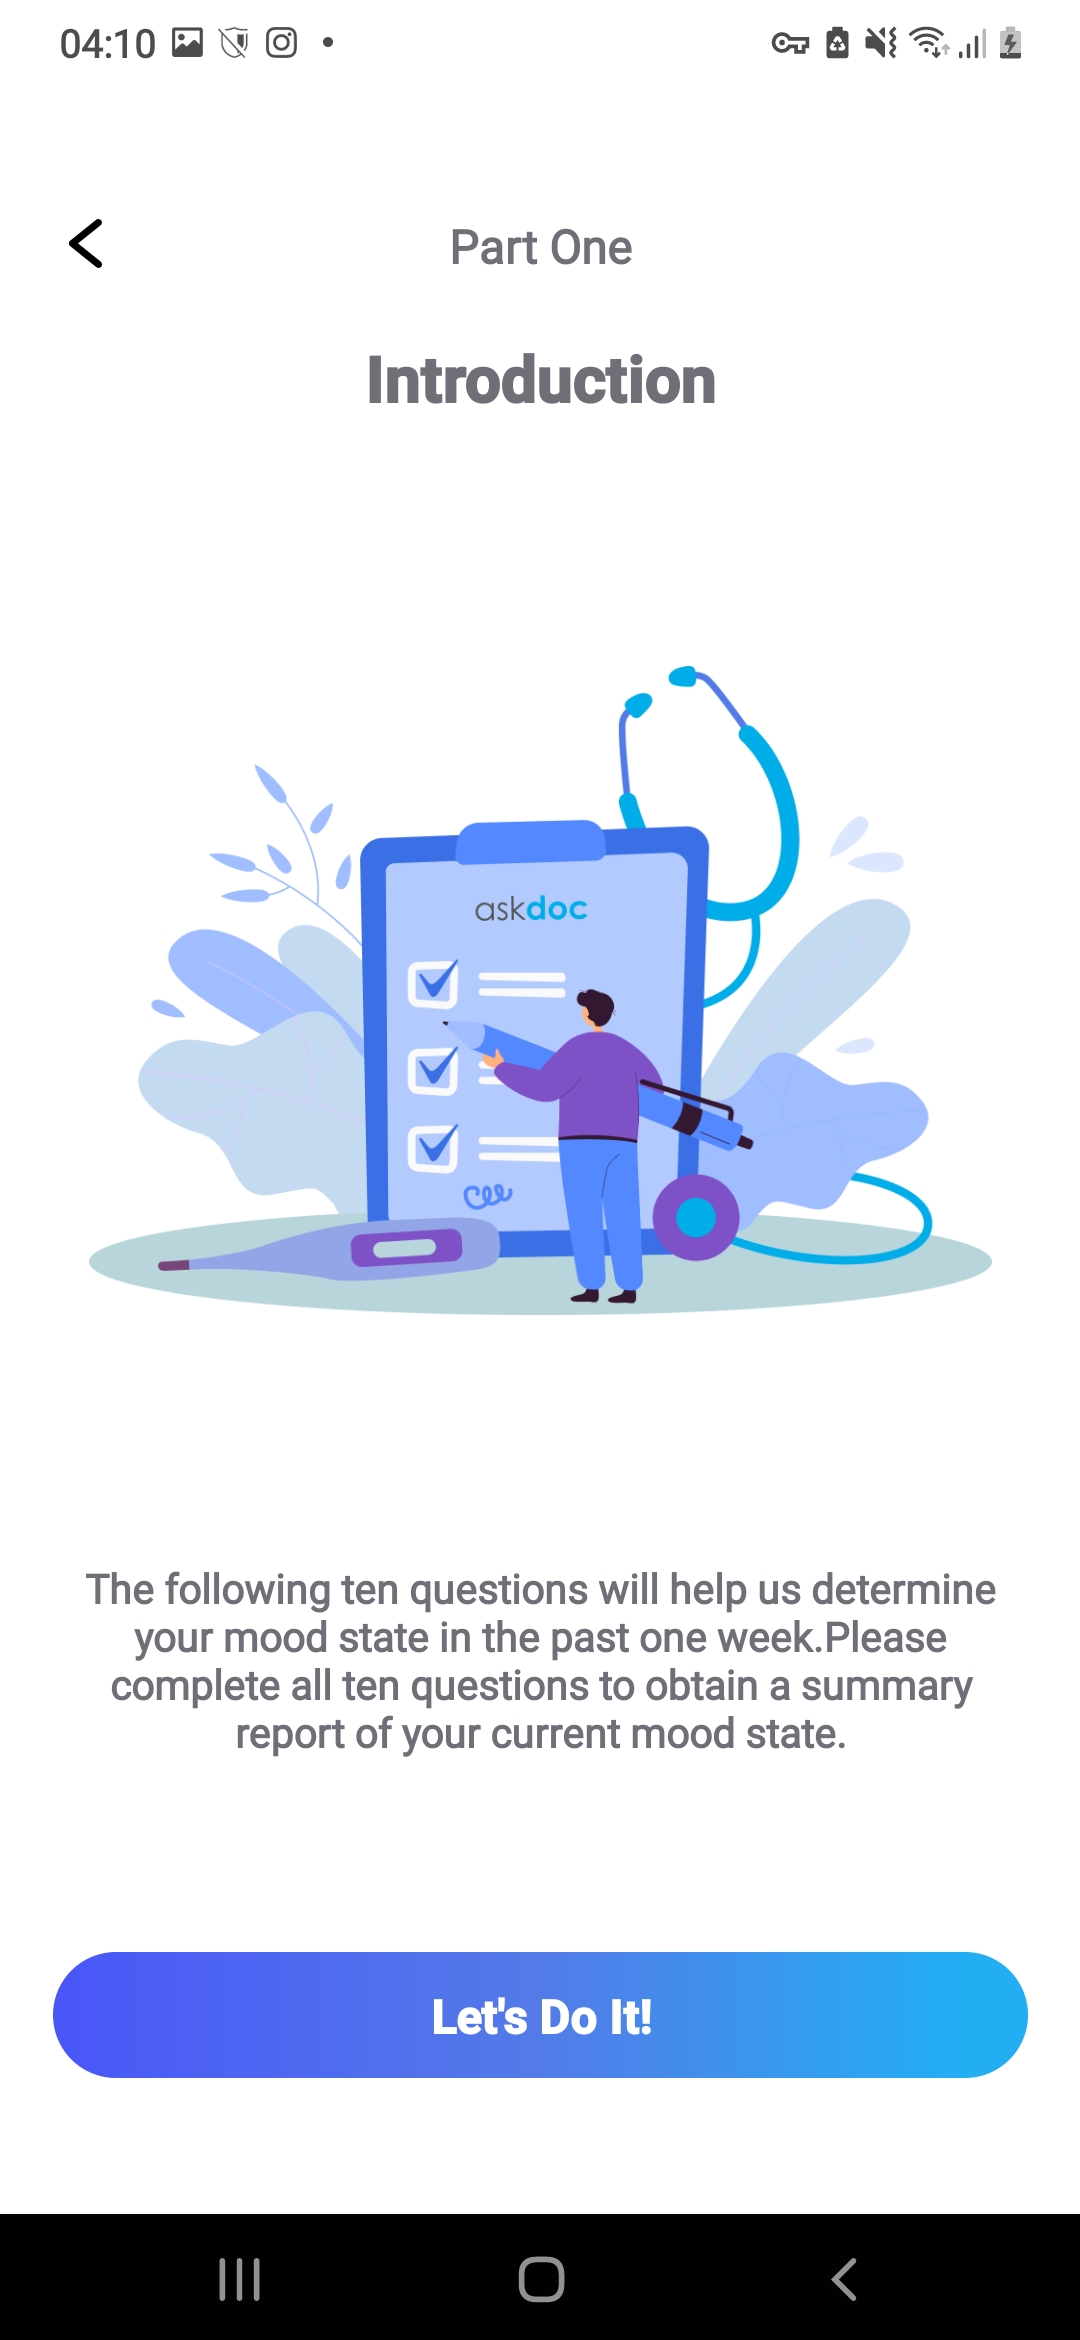 04:10
Part One
Introduction
askdoc
The following ten questions will help us determine
your mood state in the past one week.Please
complete all ten questions to obtain a summary
report of your current mood state.
Let's Do It!